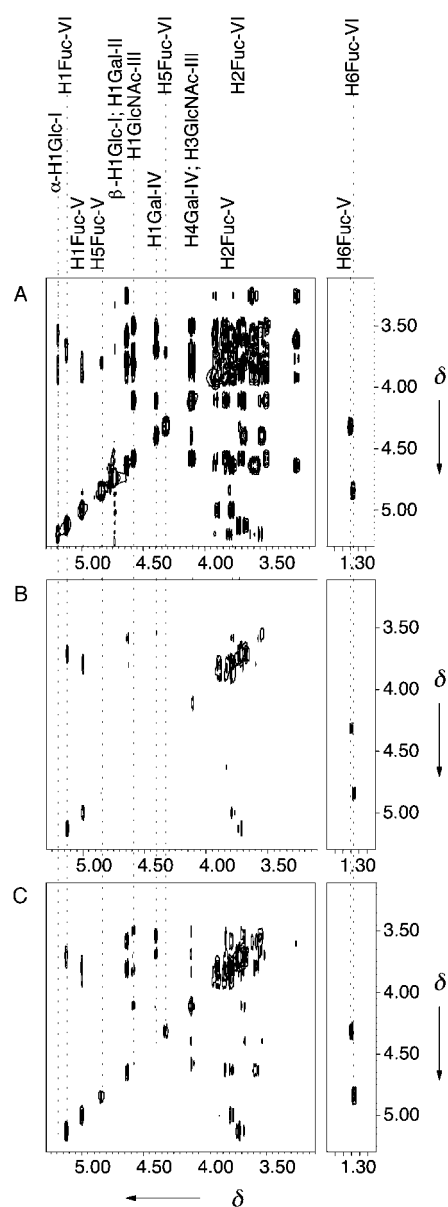 α-H1Glc-I
H1Fuc-VI
H1Fuc-V
H5Fuc-V
β-H1Glc-I; H1Gal-II
H1GlcNAc-III
H1Gal-IV
H5Fuc-VI
H4Gal-IV; H3GlcNAc-III
H2Fuc-V
H2Fuc-VI
H6Fuc-V
H6Fuc-VI
A
3.50
4.00
4.50
5.00
δ
5.00 4.50 4.00 3.50 1.30
B
3.50
4.00
4.50
5.00
δ
5.00 4.50 4.00 3.50 1.30
C
3.50
4.00
4.50
5.00
δ
5.00 4.50 4.00 3.50 1.30
δ